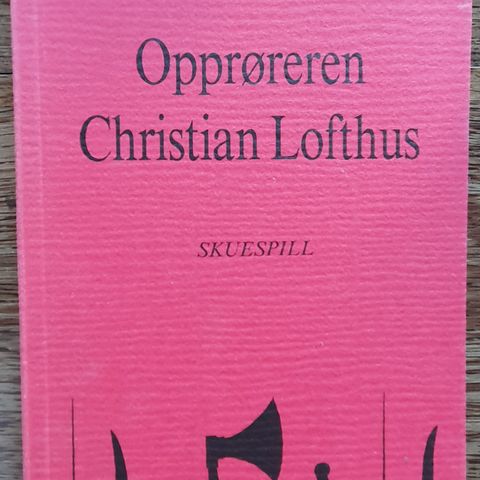 Opprøreren
Christian Lofthus
SKUESPILL